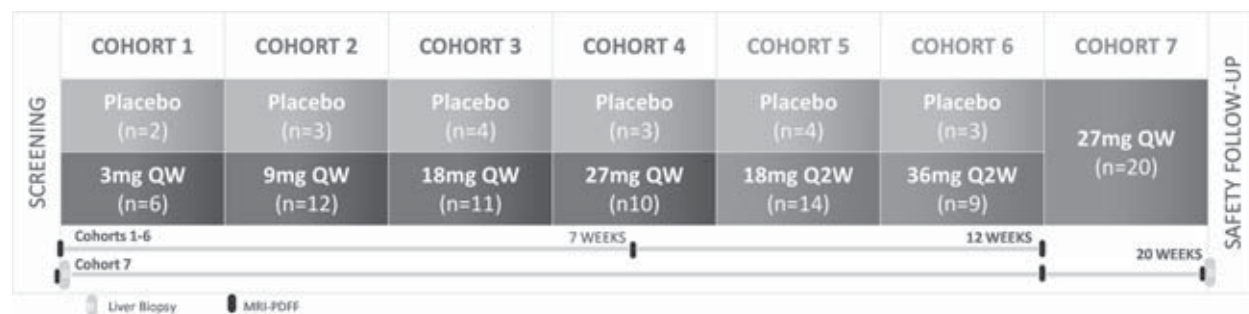 SCREENING
COHORT 1
COHORT 2
COHORT 3
COHORT 4
COHORT 5
COHORT 6
COHORT 7
SAFETY FOLLOW-UP
Placebo
(n=2)
Placebo
(n=3)
Placebo
(n=4)
Placebo
(n=3)
Placebo
(n=4)
Placebo
(n=3)
27mg QW
(n=20)
3mg QW
(n=6)
9mg QW
(n=12)
18mg QW
(n=11)
27mg QW
(n10)
18mg Q2W
(n=14)
36mg Q2W
(n=9)
Cohorts 1-6
7 WEEKS
12 WEEKS
Cohort 7
20 WEEKS
Liver Biopsy
MRI-PDFF